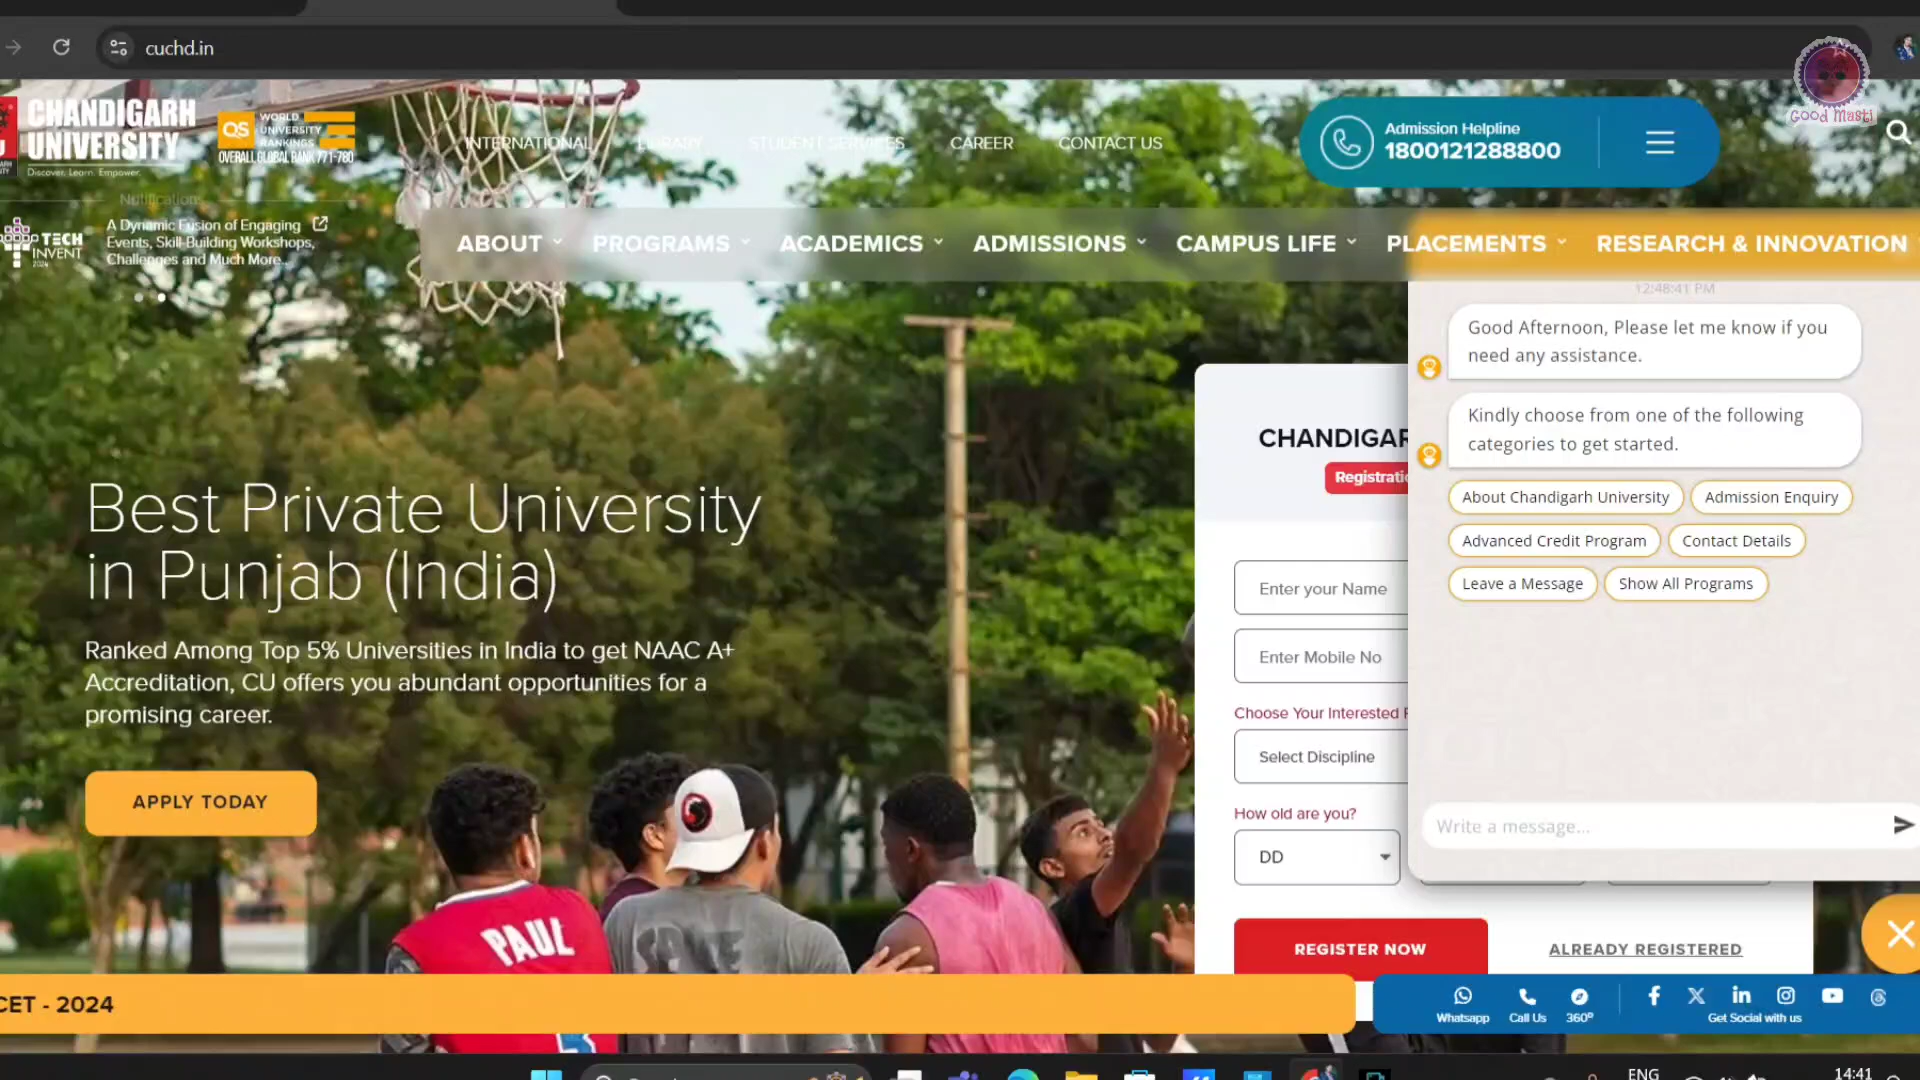 cuchd.in
Good Masti
CHANDIGARH
UNIVERSITY
Discover. Learn. Empower.
QS
WORLD
UNIVERSITY
RANKINGS
OVERALL GLOBAL RANK 771-780
INTERNATIONAL
LIBRARY
STUDENT SERVICES
CAREER
CONTACT US
Admission Helpline
1800121288800
Notifications
TECH
INVENT
2024
A Dynamic Fusion of Engaging
Events, Skill-Building Workshops,
Challenges and Much More...
ABOUT
PROGRAMS
ACADEMICS
ADMISSIONS
CAMPUS LIFE
PLACEMENTS
RESEARCH & INNOVATION
12:48:41 PM
Good Afternoon, Please let me know if you
need any assistance.
Kindly choose from one of the following
categories to get started.
About Chandigarh University
Admission Enquiry
Advanced Credit Program
Contact Details
Leave a Message
Show All Programs
Write a message...
Best Private University
in Punjab (India)
Ranked Among Top 5% Universities in India to get NAAC A+
Accreditation, CU offers you abundant opportunities for a
promising career.
APPLY TODAY
CHANDIGAR
Registratio
Enter your Name
Enter Mobile No
Choose Your Interested
Select Discipline
How old are you?
DD
REGISTER NOW
ALREADY REGISTERED
PAUL
CET - 2024
Whatsapp
Call Us
360º
Get Social with us
ENG
14:41